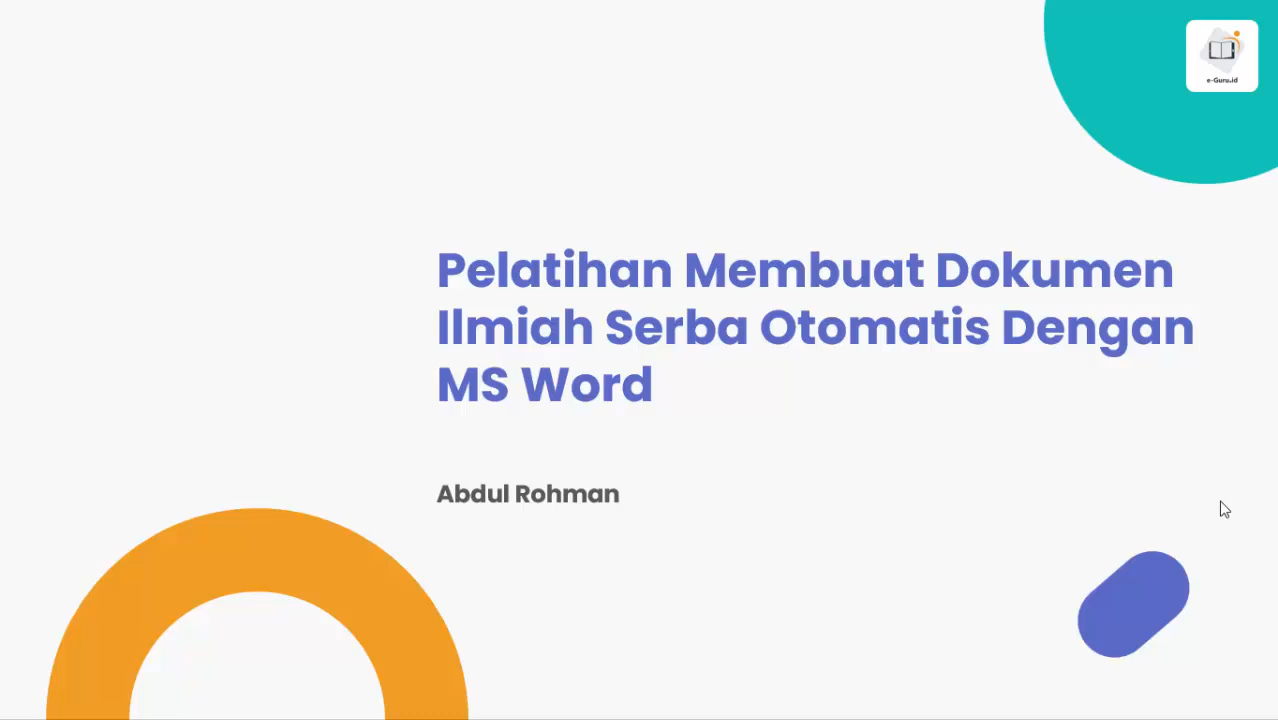 e-Guru.id
Pelatihan Membuat Dokumen
Ilmiah Serba Otomatis Dengan
MS Word
Abdul Rohman